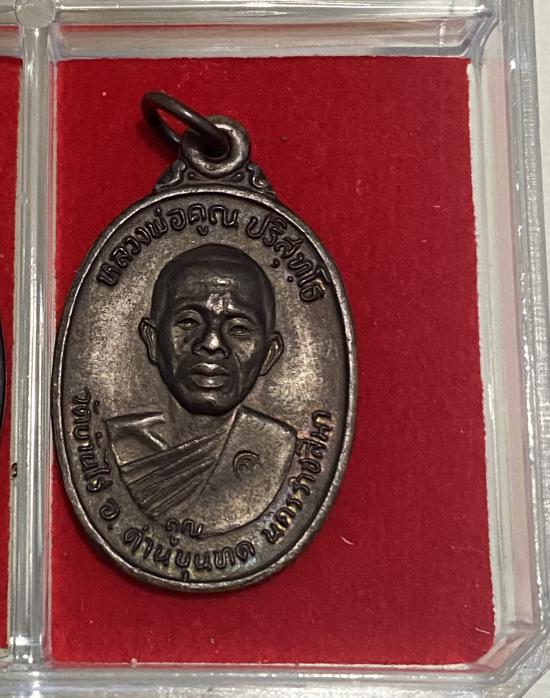 หลวงพ่อคูณ ปริสุทฺโธ
คูณ
วัดบ้านไร่ อ. ด่านขุนทด นครราชสีมา